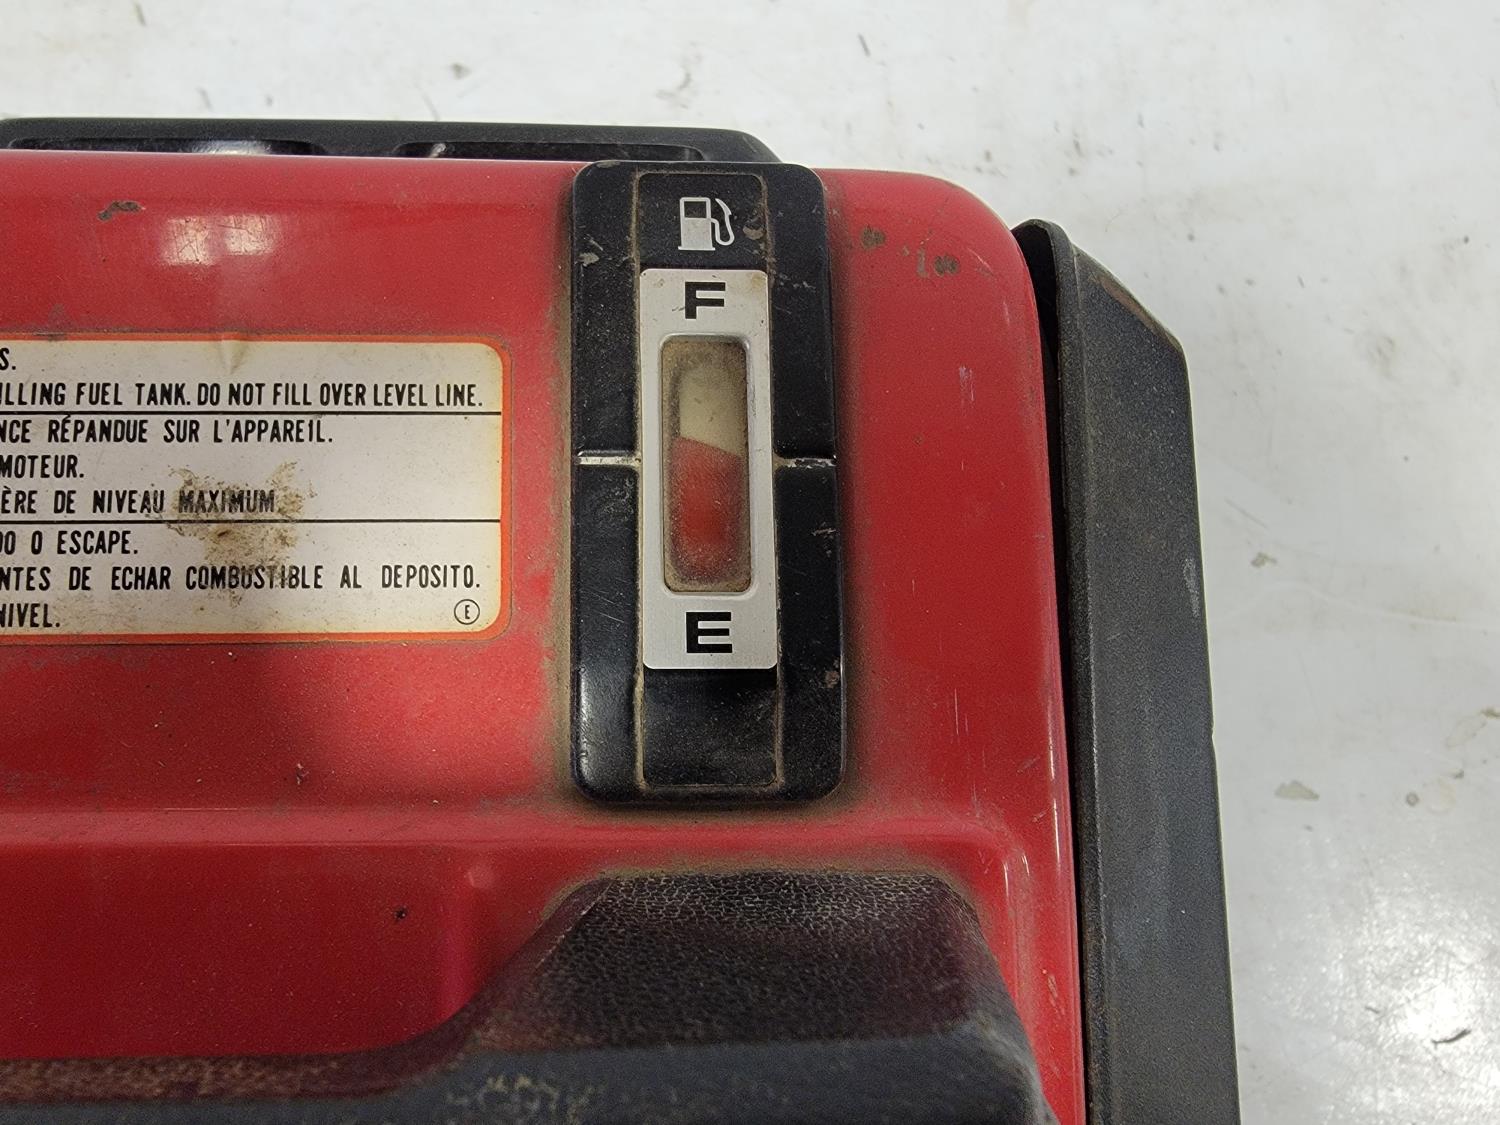 F
S.
ILLING FUEL TANK. DO NOT FILL OVER LEVEL LINE.
NCE RÉPANDUE SUR L'APPAREIL.
MOTEUR.
ÈRE DE NIVEAU MAXIMUM
DO O ESCAPE.
NTES DE ECHAR COMBUSTIBLE AL DEPOSITO.
NIVEL.
E
E